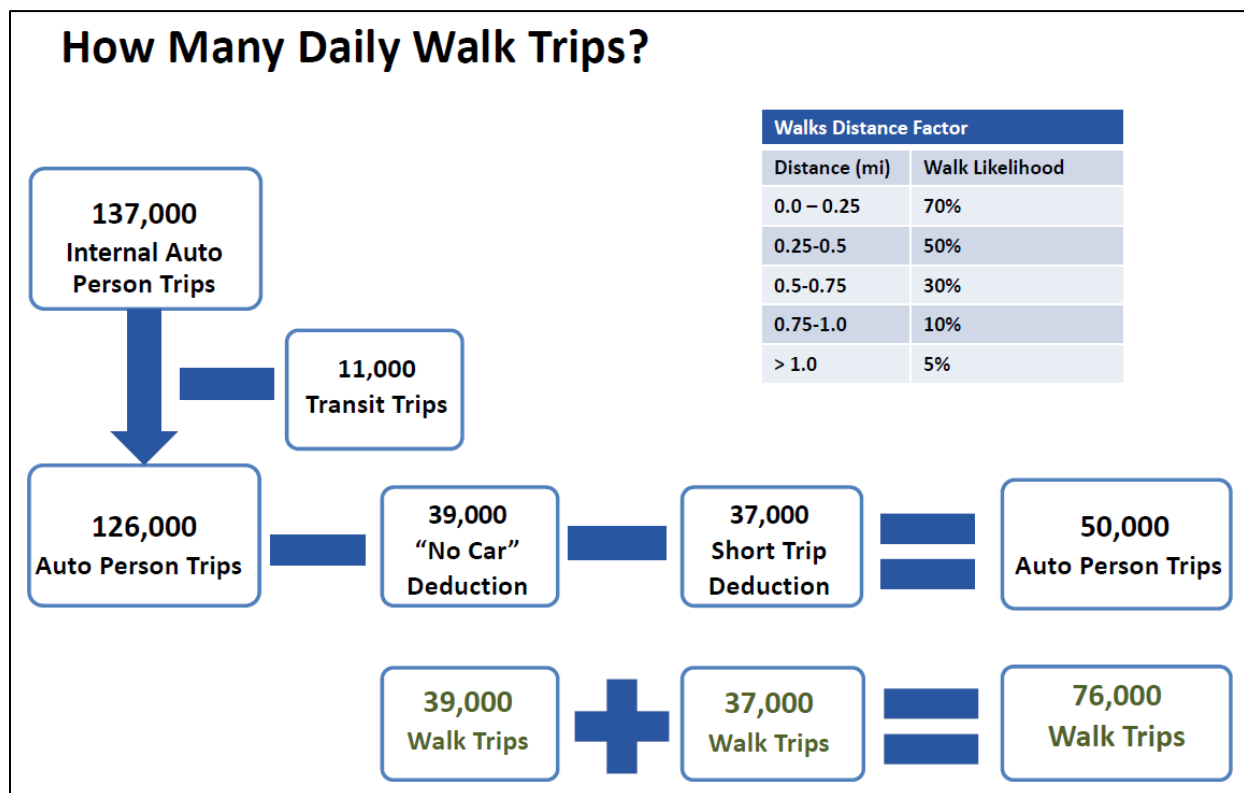 How Many Daily Walk Trips?
Walks Distance Factor
Distance (mi) Walk Likelihood
0.0 – 0.25 70%
0.25-0.5 50%
0.5-0.75 30%
0.75-1.0 10%
> 1.0 5%
137,000
Internal Auto
Person Trips
11,000
Transit Trips
126,000
Auto Person Trips
39,000
“No Car”
Deduction
37,000
Short Trip
Deduction
50,000
Auto Person Trips
39,000
Walk Trips
37,000
Walk Trips
76,000
Walk Trips